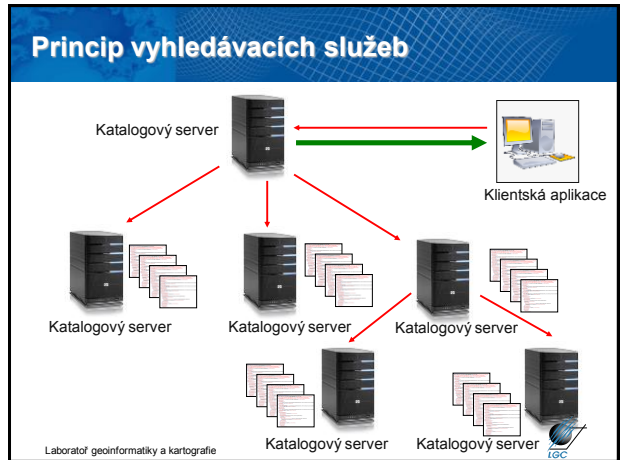 Princip vyhledávacích služeb
Katalogový server
Klientská aplikace
Katalogový server
Katalogový server
Katalogový server
Katalogový server
Katalogový server
Laboratoř geoinformatiky a kartografie
LGC